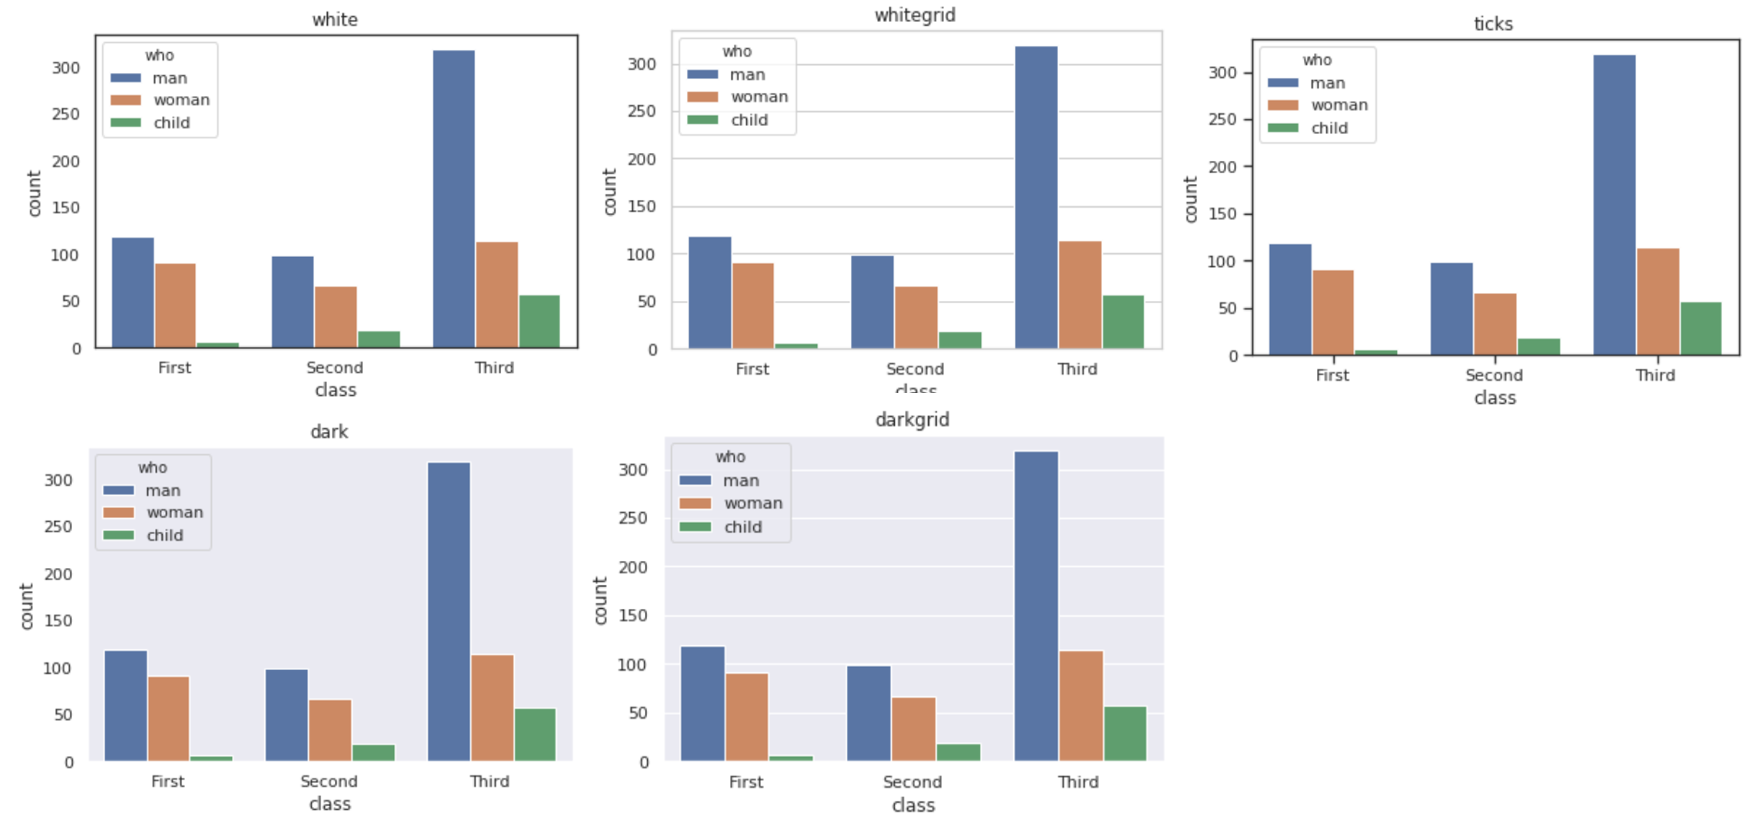 white
who
man
woman
child
300
250
200
150
100
50
0
count
First Second Third
class
whitegrid
who
man
woman
child
300
250
200
150
100
50
0
count
First Second Third
class
ticks
who
man
woman
child
300
250
200
150
100
50
0
count
First Second Third
class
dark
who
man
woman
child
300
250
200
150
100
50
0
count
First Second Third
class
darkgrid
who
man
woman
child
300
250
200
150
100
50
0
count
First Second Third
class